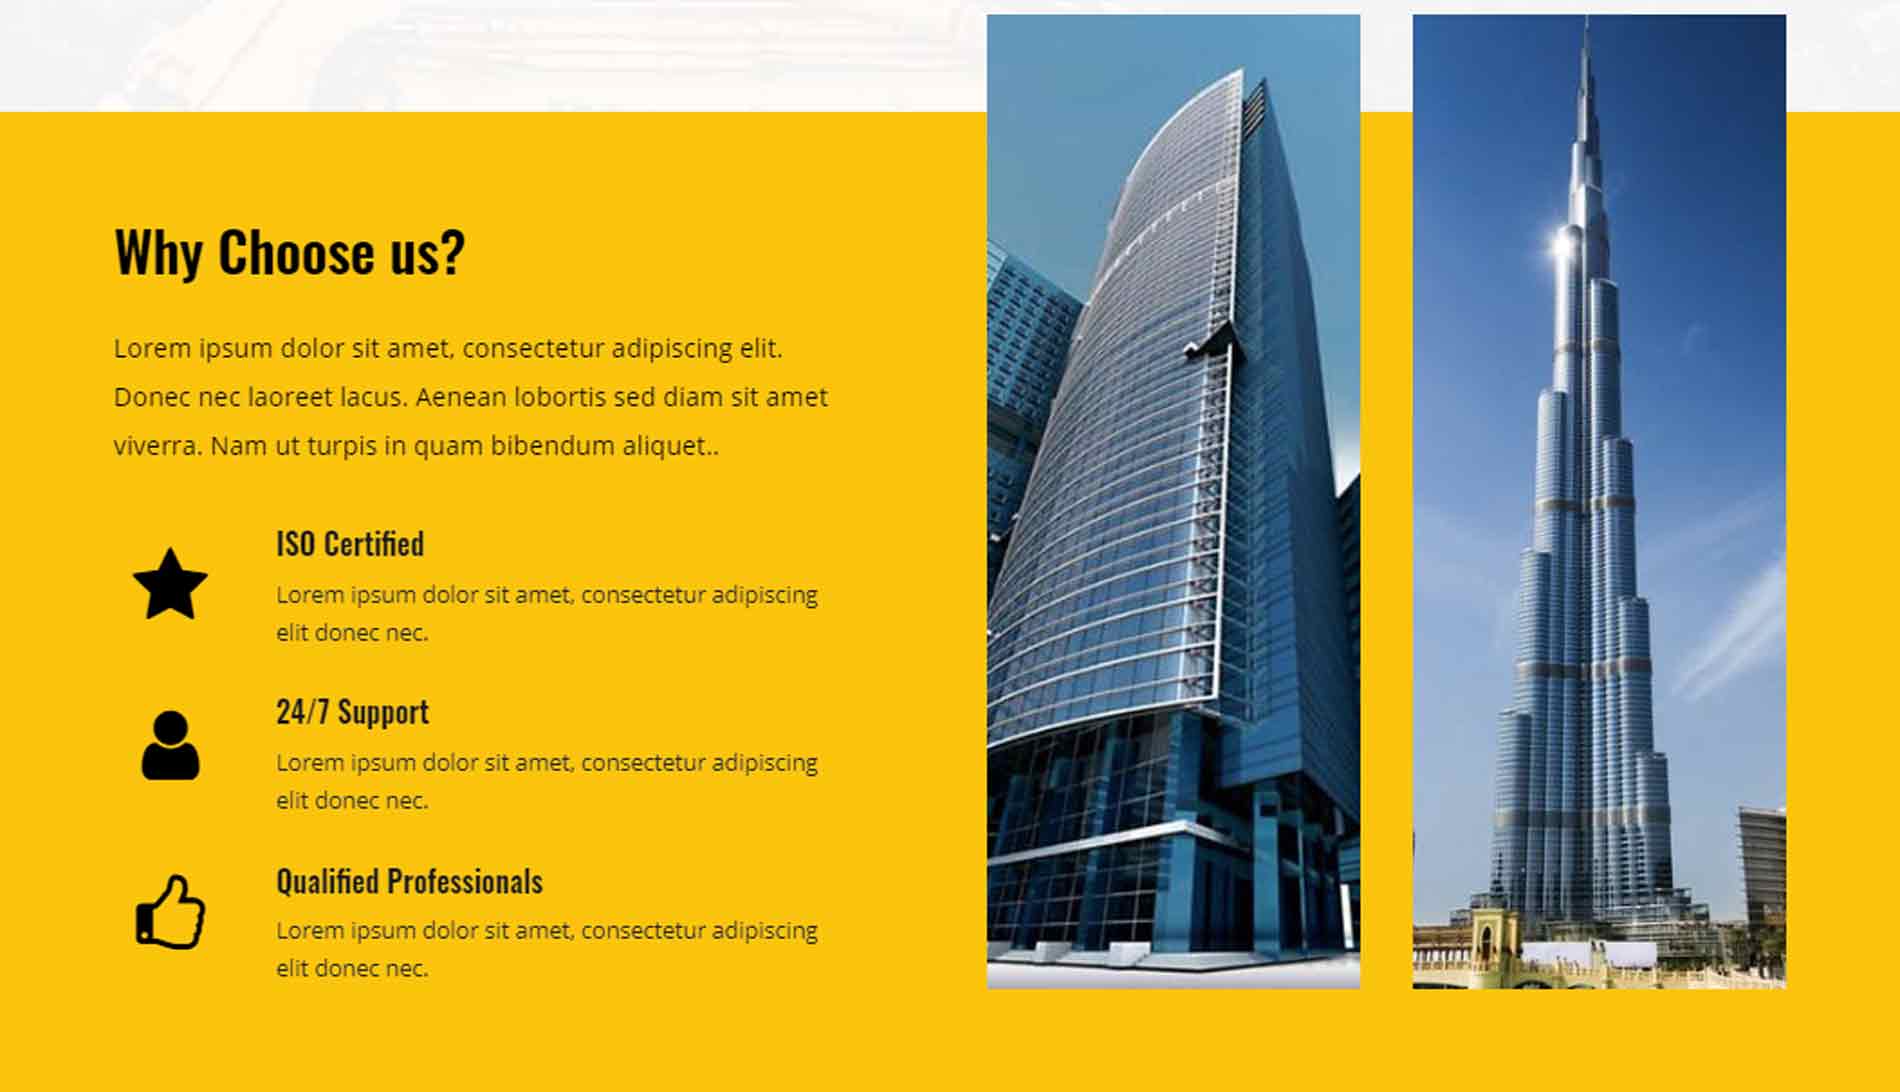 Why Choose us?
Lorem ipsum dolor sit amet, consectetur adipiscing elit.
Donec nec laoreet lacus. Aenean lobortis sed diam sit amet
viverra. Nam ut turpis in quam bibendum aliquet..
ISO Certified
Lorem ipsum dolor sit amet, consectetur adipiscing
elit donec nec.
24/7 Support
Lorem ipsum dolor sit amet, consectetur adipiscing
elit donec nec.
Qualified Professionals
Lorem ipsum dolor sit amet, consectetur adipiscing
elit donec nec.